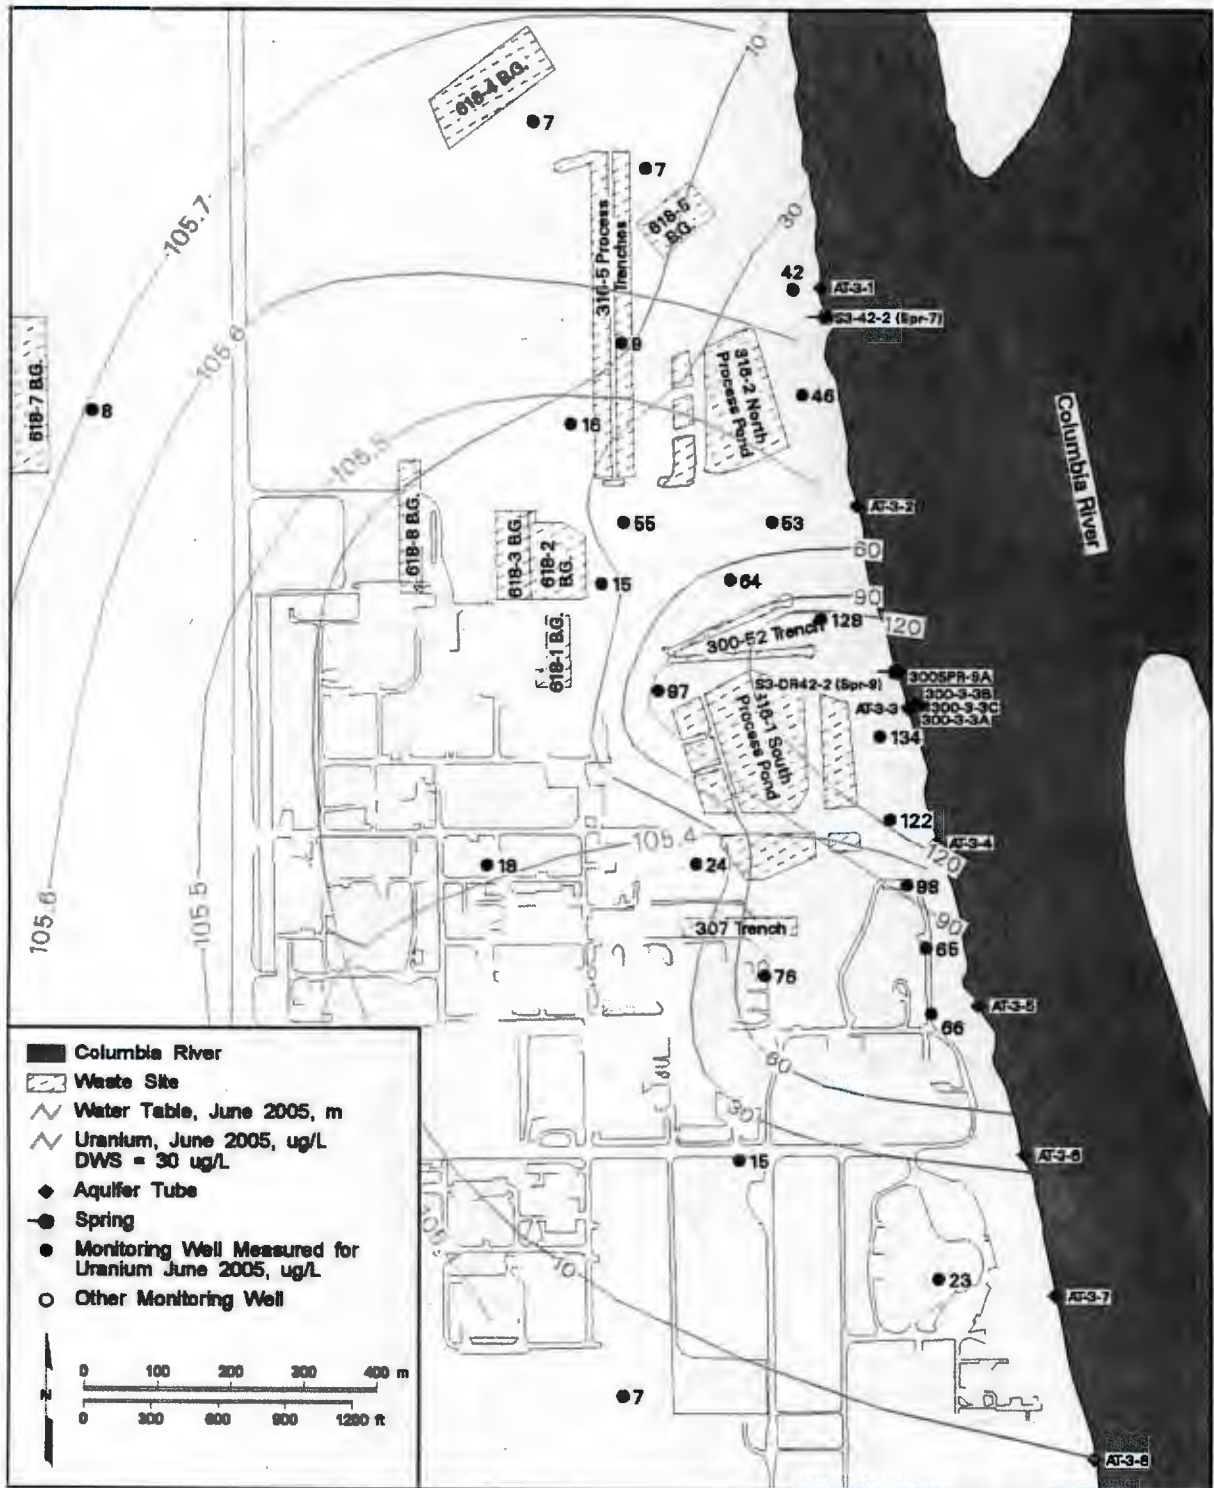 10
618-4 B.G.
7
7
618-5
B.G.
30
105.7
316-5 Process
Trenches
42
AT-3-1
S3-42-2 (Spr-7)
9
105.6
618-7 B.G.
8
316-2 North
Process Pond
46
16
105.5
Columbia River
AT-3-2
618-8 B.G.
618-3 B.G.
618-2
B.G.
55
53
60
64
15
90
120
128
300-52 Trench
618-1 B.G.
97
S3-DR42-2 (Spr-9)
300SPR-9A
300-3-3B
300-3-3C
300-3-3A
AT-3-3
316-1 South
Process Pond
134
122
AT-3-4
120
105.4
18
24
98
90
105.6
105.5
307 Trench
65
76
AT-3-5
66
60
30
AT-3-6
15
10
23
AT-3-7
7
AT-3-8
Columbia River
Waste Site
Water Table, June 2005, m
Uranium, June 2005, ug/L
DWS = 30 ug/L
Aquifer Tube
Spring
Monitoring Well Measured for
Uranium June 2005, ug/L
Other Monitoring Well
N
0 100 200 300 400 m
0 300 600 900 1200 ft